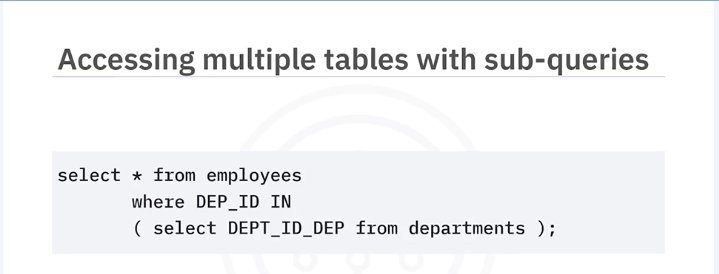 Accessing multiple tables with sub-queries
select * from employees
where DEP_ID IN
( select DEPT_ID_DEP from departments );